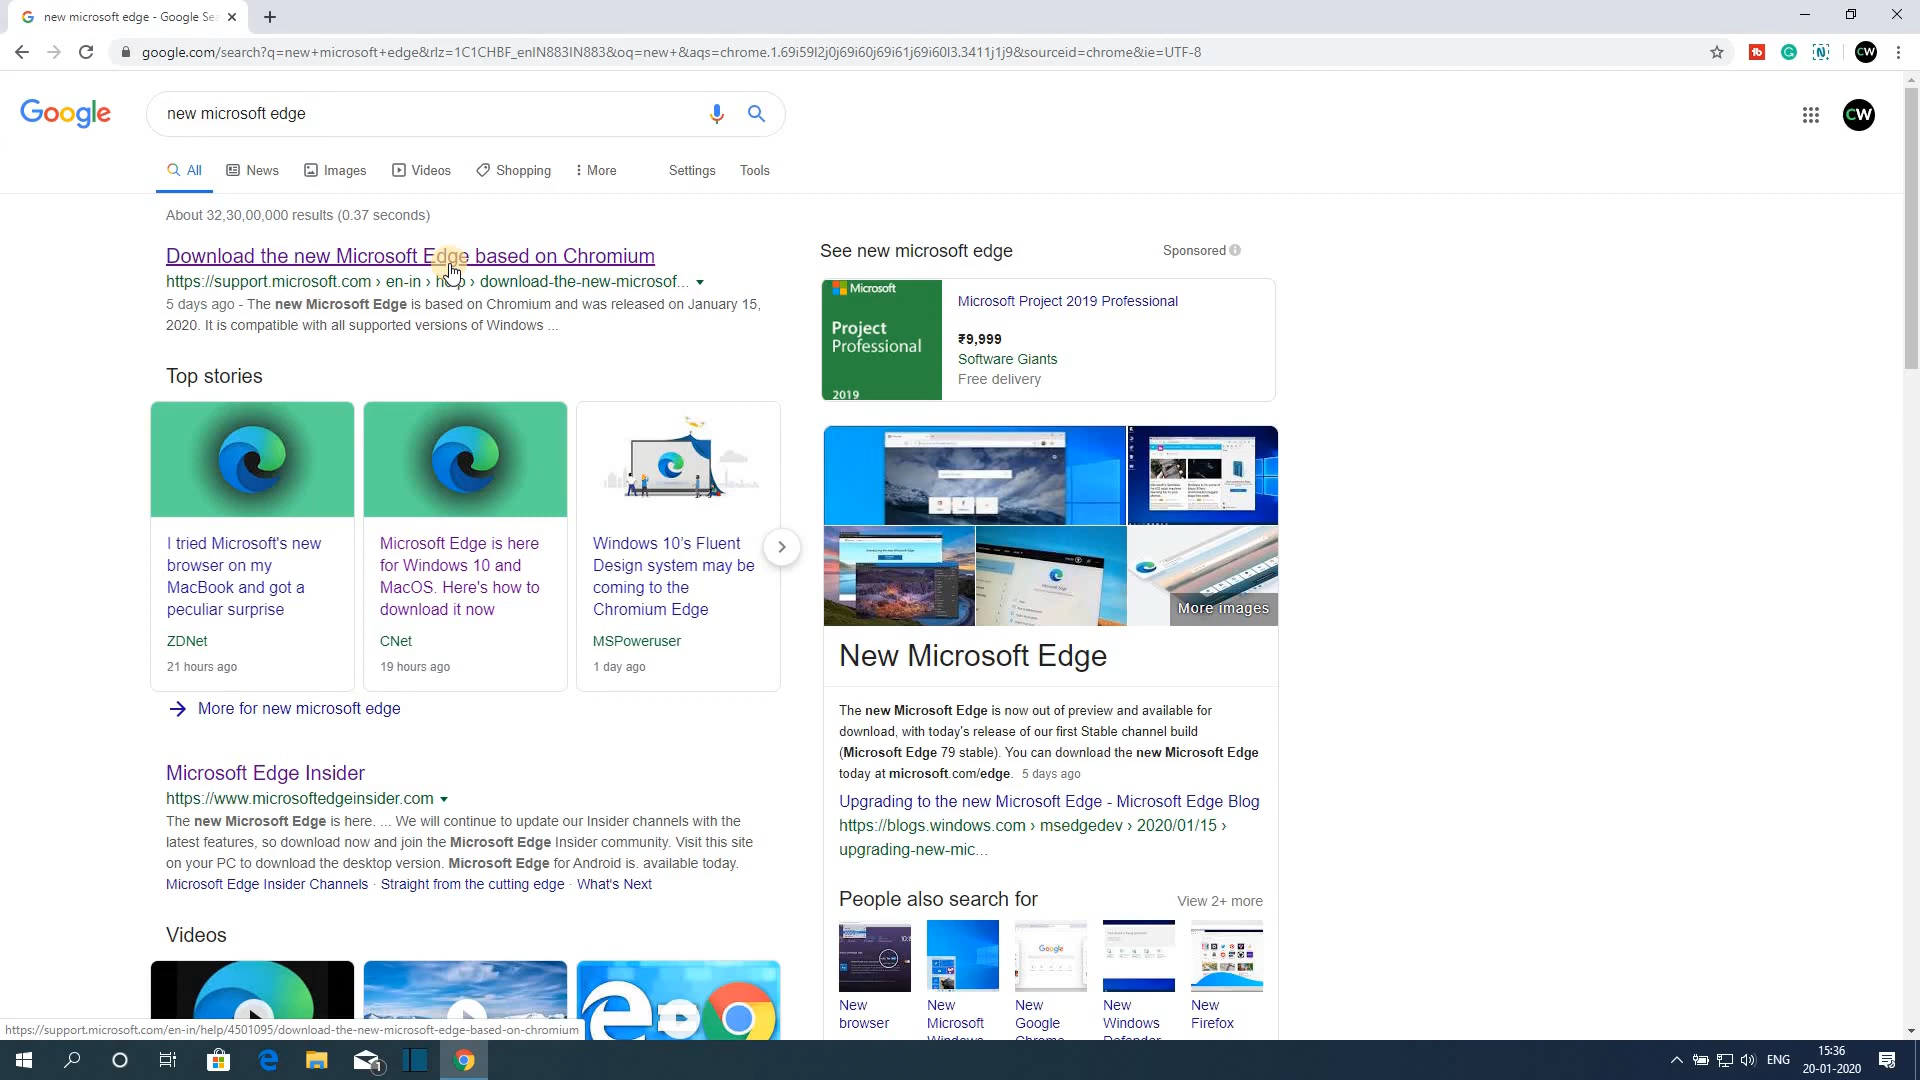 new microsoft edge - Google Sea
google.com/search?q=new+microsoft+edge&rlz=1C1CHBF_enIN883IN883&oq=new+&aqs=chrome.1.69i59l2j0j69i60j69i61j69i60l3.3411j1j9&sourceid=chrome&ie=UTF-8
CW
Google
new microsoft edge
CW
All
News
Images
Videos
Shopping
More
Settings
Tools
About 32,30,00,000 results (0.37 seconds)
Download the new Microsoft Edge based on Chromium
https://support.microsoft.com › en-in › help › download-the-new-microsof...
5 days ago - The new Microsoft Edge is based on Chromium and was released on January 15,
2020. It is compatible with all supported versions of Windows ...
Top stories
I tried Microsoft's new
browser on my
MacBook and got a
peculiar surprise
ZDNet
21 hours ago
Microsoft Edge is here
for Windows 10 and
MacOS. Here's how to
download it now
CNet
19 hours ago
Windows 10's Fluent
Design system may be
coming to the
Chromium Edge
MSPoweruser
1 day ago
More for new microsoft edge
Microsoft Edge Insider
https://www.microsoftedgeinsider.com
The new Microsoft Edge is here. ... We will continue to update our Insider channels with the
latest features, so download now and join the Microsoft Edge Insider community. Visit this site
on your PC to download the desktop version. Microsoft Edge for Android is. available today.
Microsoft Edge Insider Channels · Straight from the cutting edge · What's Next
Videos
See new microsoft edge
Sponsored
Microsoft
Project
Professional
2019
Microsoft Project 2019 Professional
₹9,999
Software Giants
Free delivery
More images
New Microsoft Edge
The new Microsoft Edge is now out of preview and available for
download, with today's release of our first Stable channel build
(Microsoft Edge 79 stable). You can download the new Microsoft Edge
today at microsoft.com/edge. 5 days ago
Upgrading to the new Microsoft Edge - Microsoft Edge Blog
https://blogs.windows.com › msedgedev › 2020/01/15 ›
upgrading-new-mic...
People also search for
View 2+ more
Google
New
browser
New
Microsoft
Windows
New
Google
Chrome
New
Windows
Defender
New
Firefox
https://support.microsoft.com/en-in/help/4501095/download-the-new-microsoft-edge-based-on-chromium
1
ENG
15:36
20-01-2020